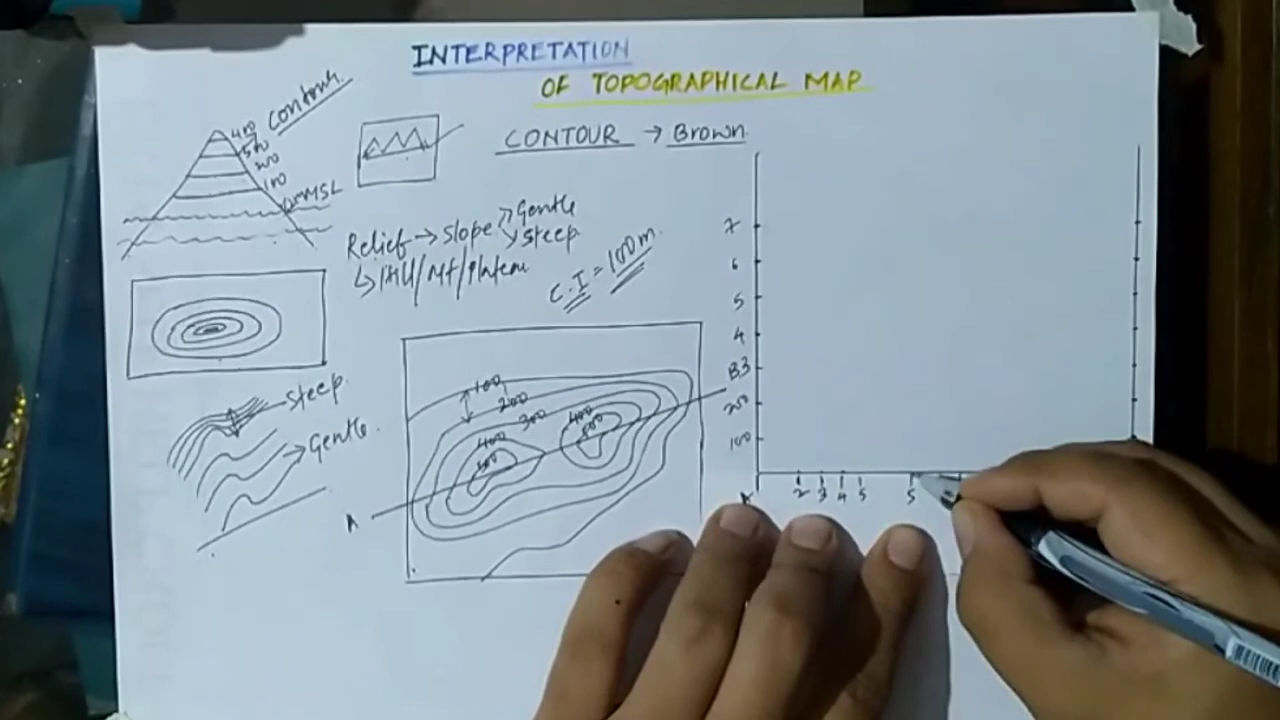 INTERPRETATION
OF TOPOGRAPHICAL MAP
CONTOUR → Brown
Contour
400
300
200
100
MSL
Relief → Slope → Gentle
Steep
Hill/Mt/Plateau
C.I = 100m.
Steep
Gentle.
100
200
300
400
500
400
500
A
B
7
6
5
4
3
200
100
A
2 3 4 5 5